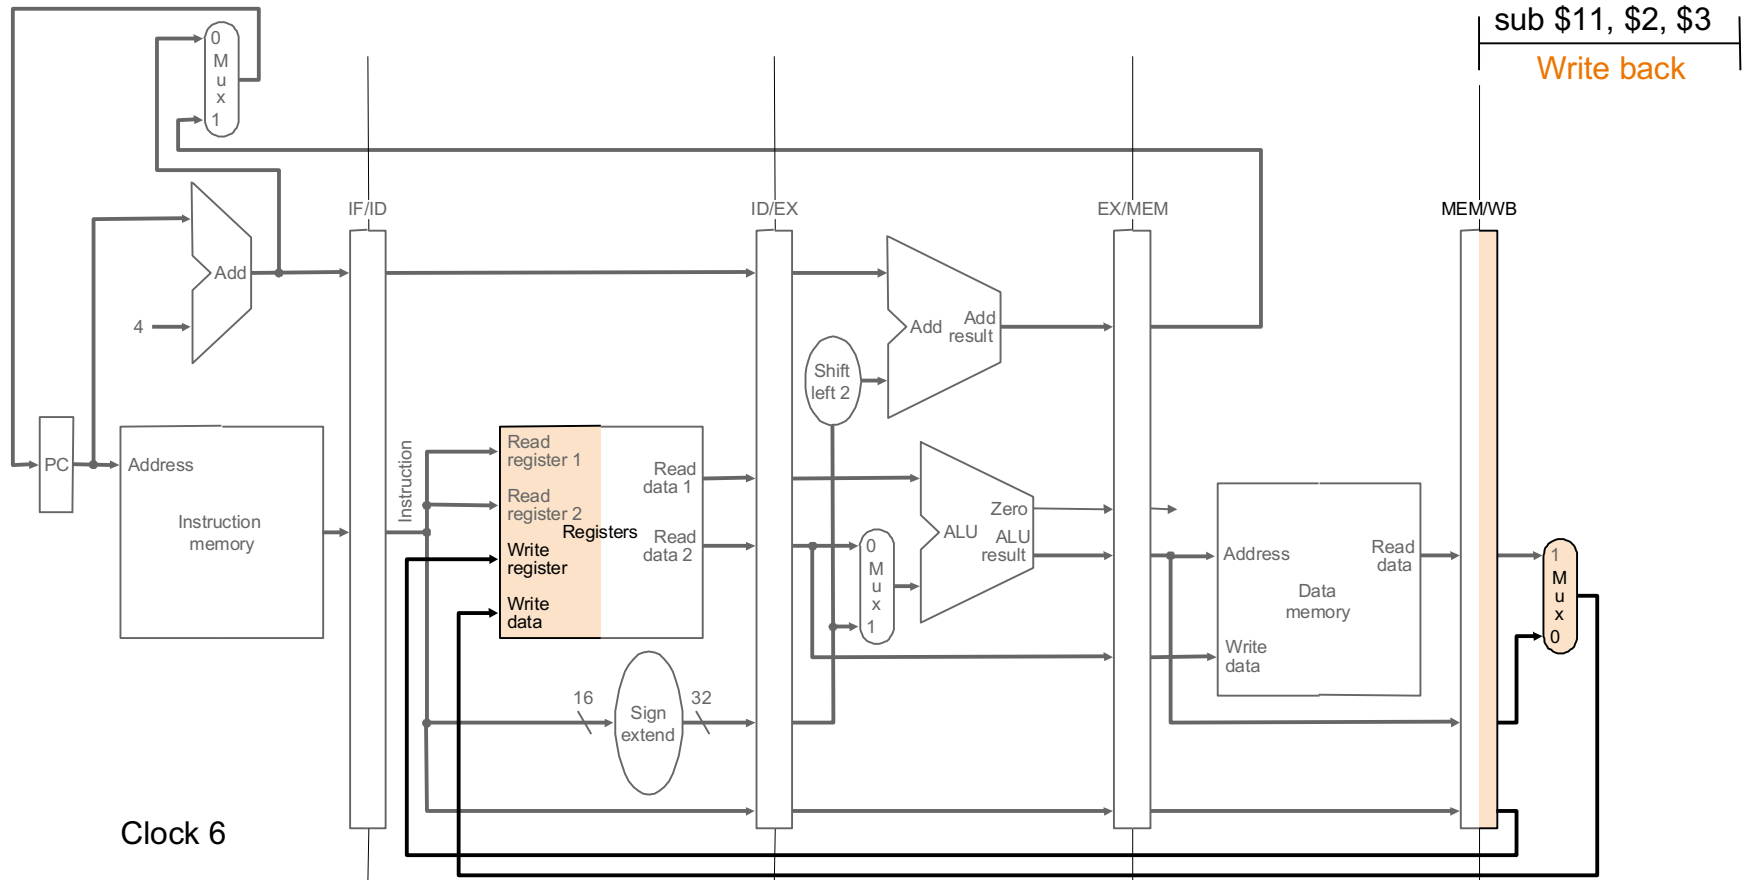 sub $11, $2, $3
Write back
0
M
u
x
1
IF/ID
ID/EX
EX/MEM
MEM/WB
Add
4
Add
Add
result
Shift
left 2
PC
Address
Instruction
memory
Instruction
Read
register 1
Read
register 2
Write
register
Write
data
Registers
Read
data 1
Read
data 2
0
M
u
x
1
ALU
Zero
ALU
result
Address
Read
data
Data
memory
Write
data
1
M
u
x
0
16
Sign
extend
32
Clock 6